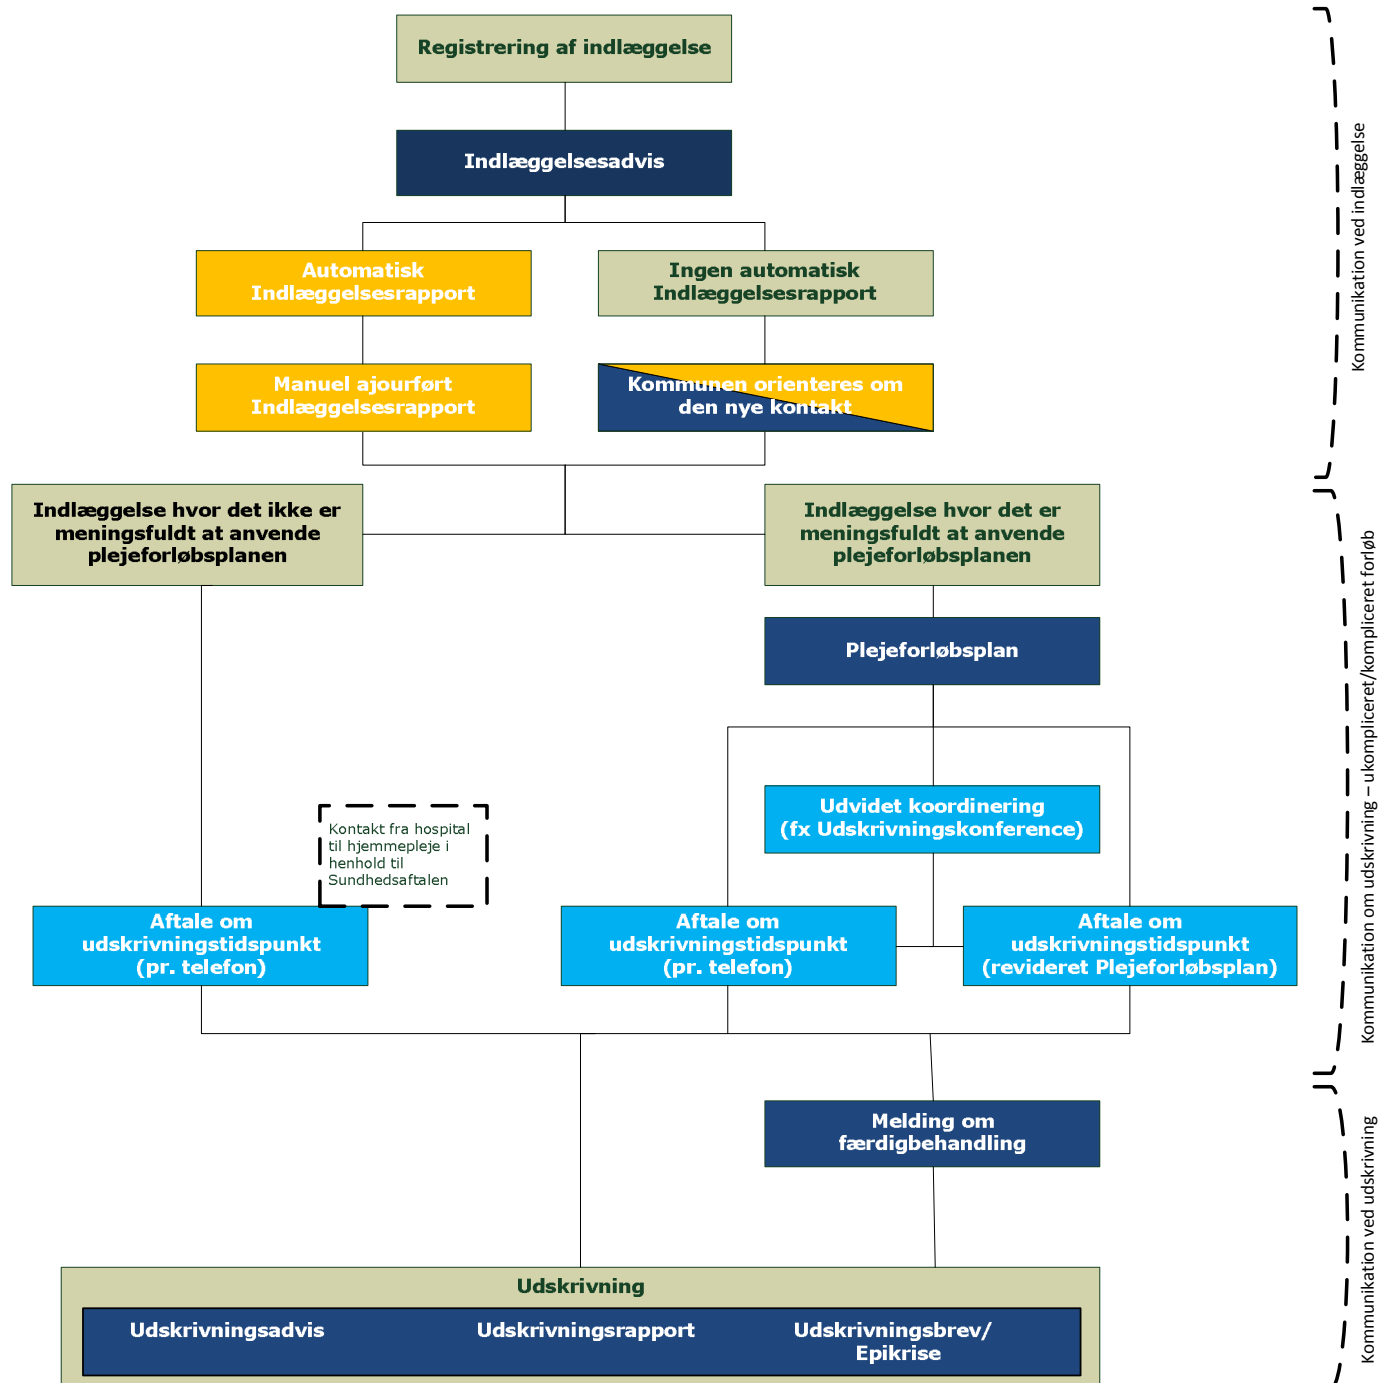 Registrering af indlæggelse
Indlæggelsesadvis
Automatisk
Indlæggelsesrapport
Ingen automatisk
Indlæggelsesrapport
Manuel ajourført
Indlæggelsesrapport
Kommunen orienteres om
den nye kontakt
Kommunikation ved indlæggelse
Indlæggelse hvor det ikke er
meningsfuldt at anvende
plejeforløbsplanen
Indlæggelse hvor det er
meningsfuldt at anvende
plejeforløbsplanen
Plejeforløbsplan
Udvidet koordinering
(fx Udskrivningskonference)
Kontakt fra hospital
til hjemmepleje i
henhold til
Sundhedsaftalen
Aftale om
udskrivningstidspunkt
(pr. telefon)
Aftale om
udskrivningstidspunkt
(pr. telefon)
Aftale om
udskrivningstidspunkt
(revideret Plejeforløbsplan)
Kommunikation om udskrivning – ukompliceret/kompliceret forløb
Melding om
færdigbehandling
Udskrivning
Udskrivningsadvis
Udskrivningsrapport
Udskrivningsbrev/
Epikrise
Kommunikation ved udskrivning